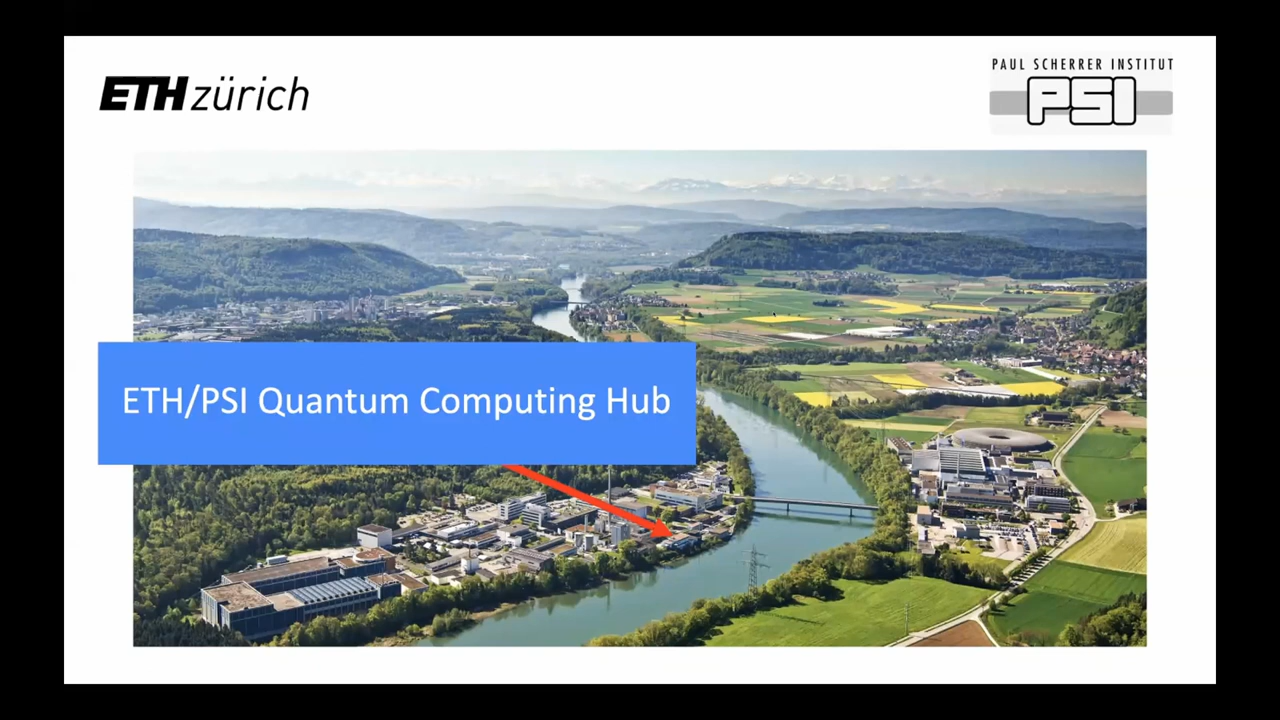 ETH zürich
PAUL SCHERRER INSTITUT
PSI
ETH/PSI Quantum Computing Hub